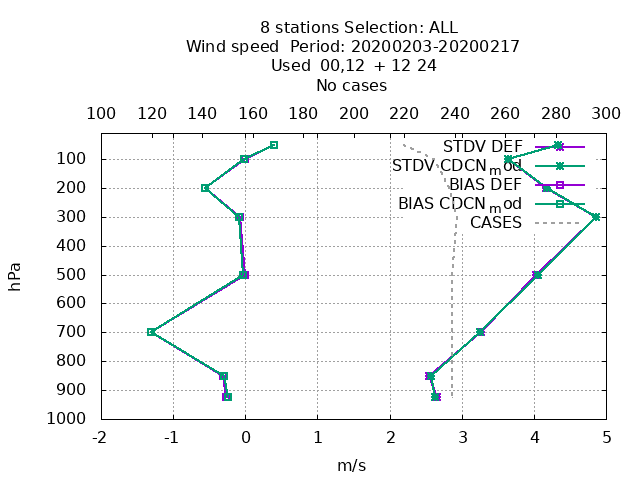 8 stations Selection: ALL
Wind speed  Period: 20200203-20200217
Used  00,12  + 12 24
No cases
100 120 140 160 180 200 220 240 260 280 300
STDV DEF
STDV CDCN_mod
BIAS DEF
BIAS CDCN_mod
CASES
100
200
300
400
500
600
700
800
900
1000
hPa
-2 -1 0 1 2 3 4 5
m/s